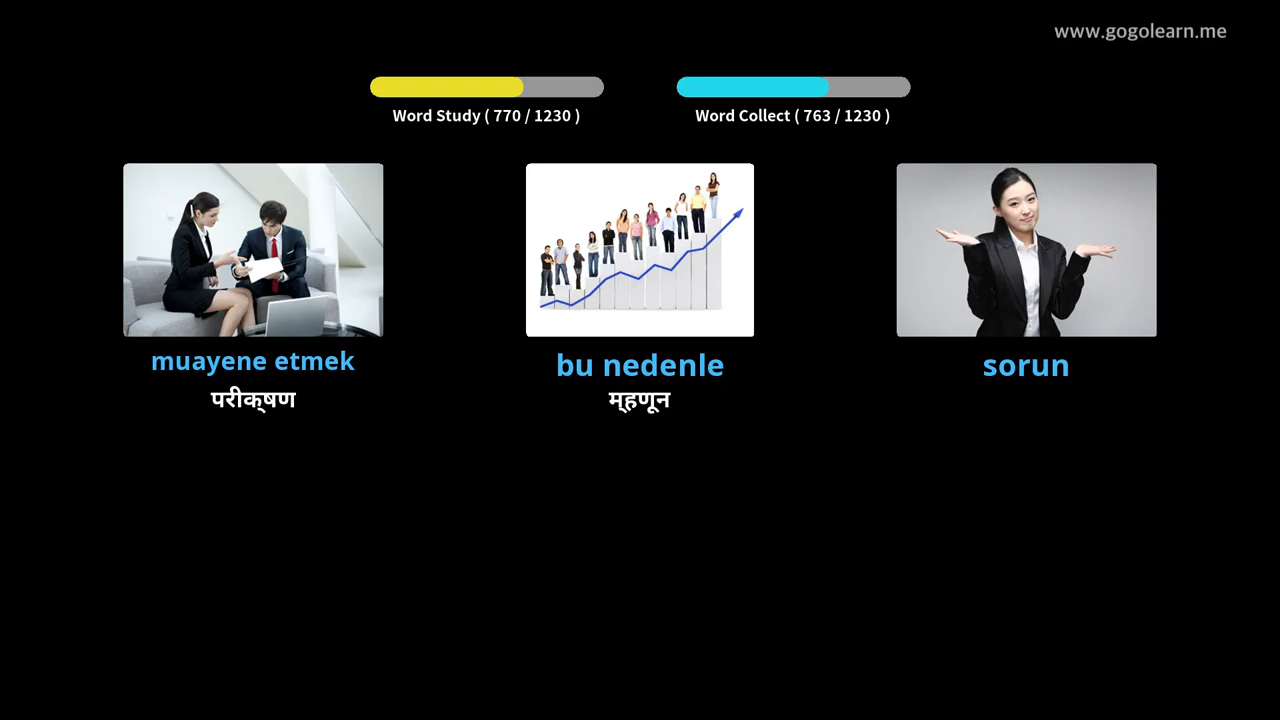 www.gogolearn.me
Word Study ( 770 / 1230 )
Word Collect ( 763 / 1230 )
muayene etmek
bu nedenle
sorun
परीक्षण
म्हणून